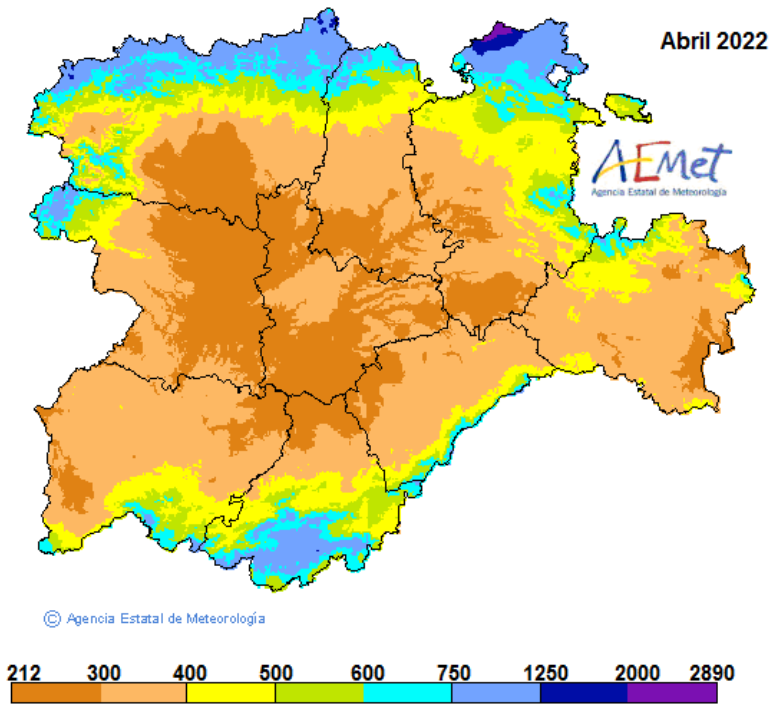 Abril 2022
AEMet
Agencia Estatal de Meteorología
© Agencia Estatal de Meteorología
212 300 400 500 600 750 1250 2000 2890